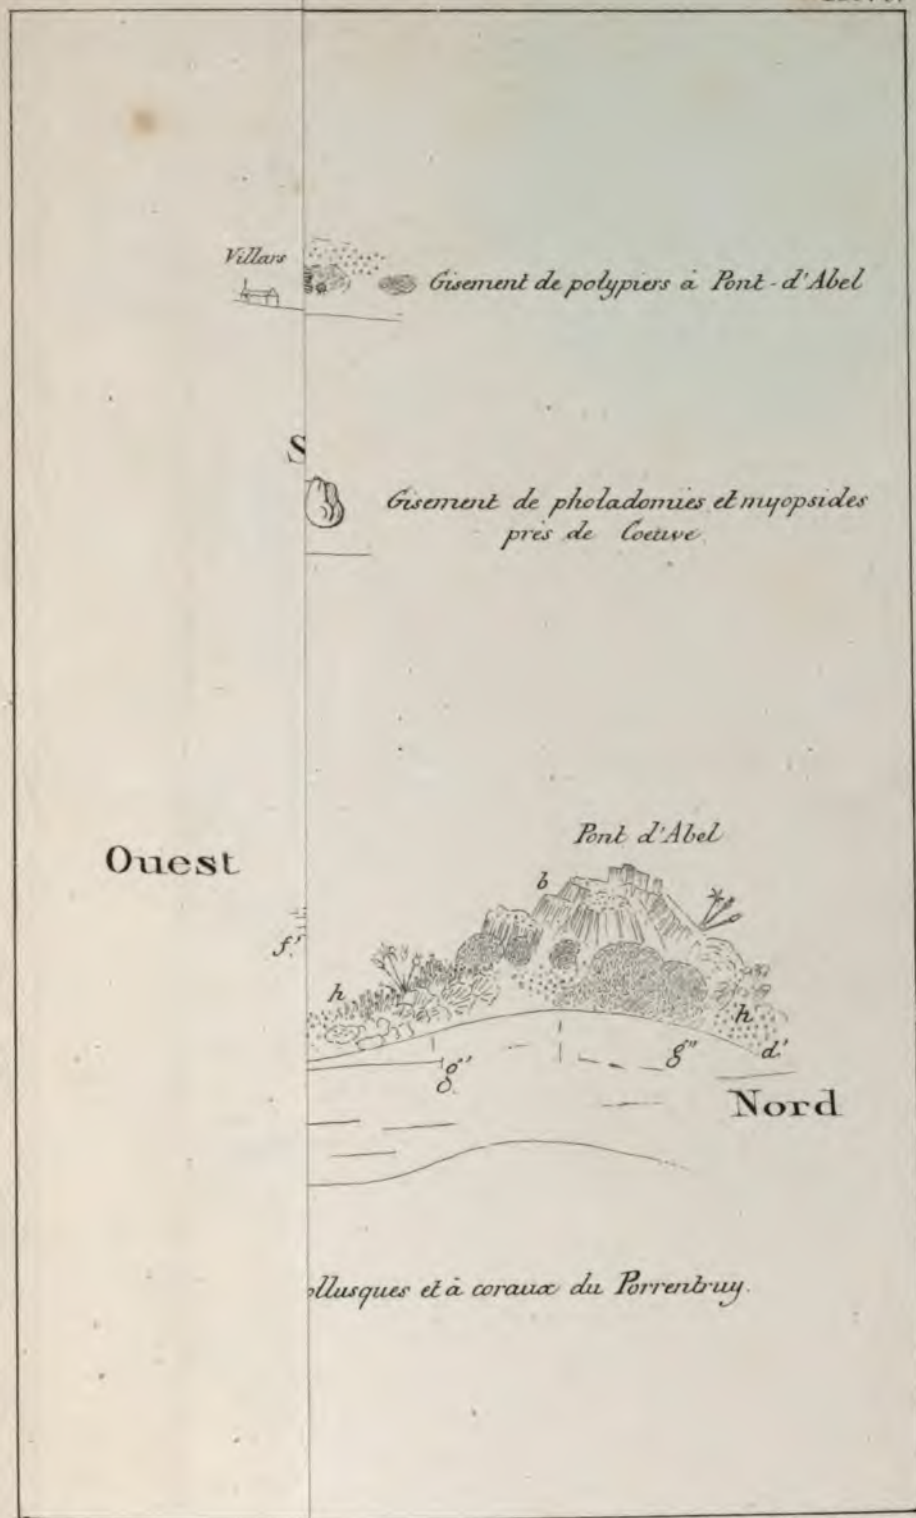 Villars
Gisement de polypiers à Pont-d'Abel
S
Gisement de pholadomies et myopsides
près de Coeuve.
Pont d'Abel
Ouest
b
f'
h
h
g'
g''
d'
Nord
ollusques et à coraux du Porrentruy.